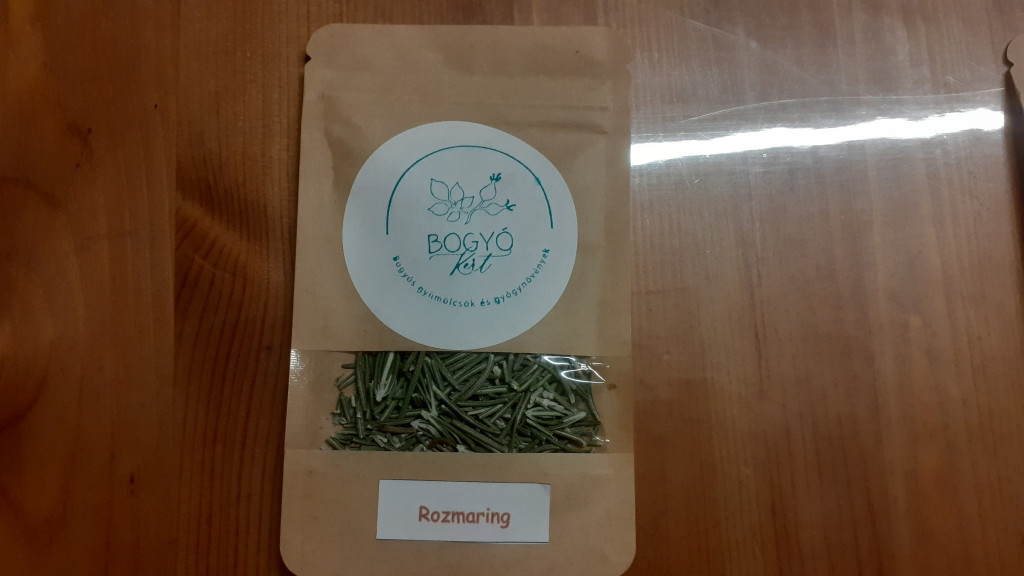 BOGYÓ
Kert
Bogyós gyümölcsök és gyógynövények
Rozmaring